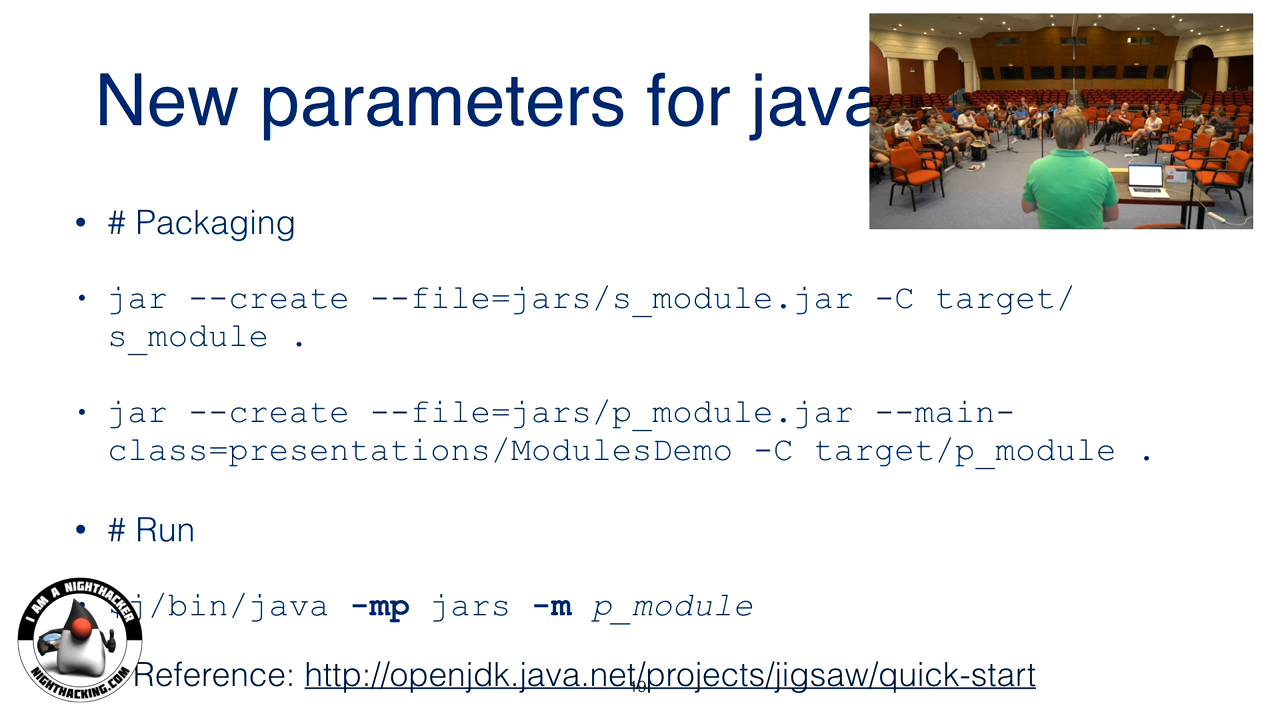 New parameters for java
• # Packaging
• jar --create --file=jars/s_module.jar -C target/
s_module .
• jar --create --file=jars/p_module.jar --main-
class=presentations/ModulesDemo -C target/p_module .
• # Run
j/bin/java -mp jars -m p_module
Reference: http://openjdk.java.net/projects/jigsaw/quick-start
I AM A NIGHTHACKER
NIGHTHACKING.COM